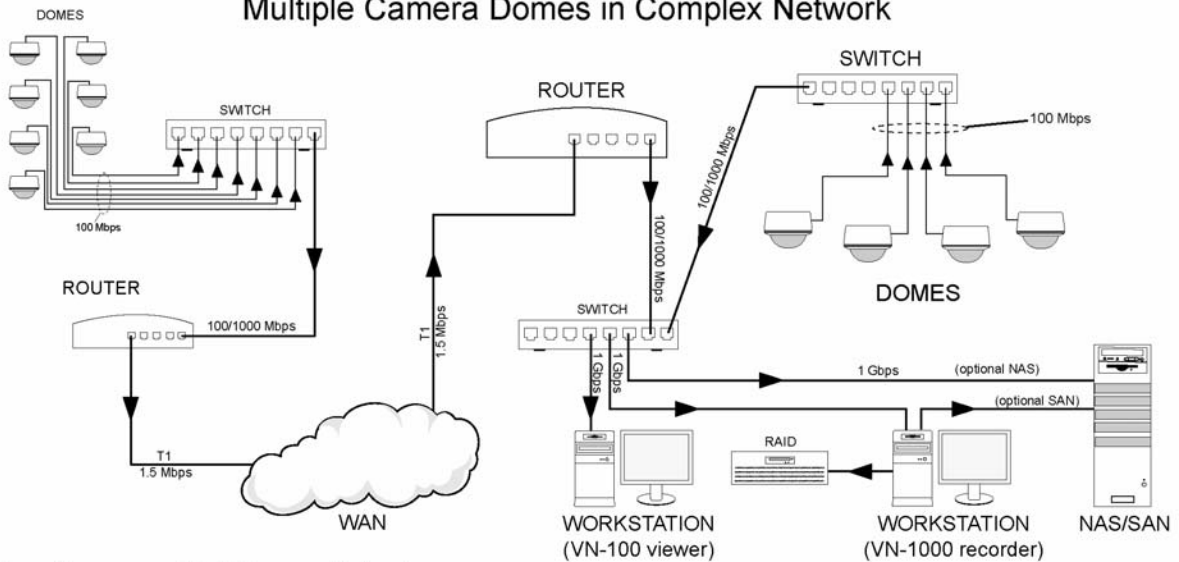 Multiple Camera Domes in Complex Network
DOMES
SWITCH
100 Mbps
ROUTER
100/1000 Mbps
T1
1.5 Mbps
WAN
T1
1.5 Mbps
ROUTER
100/1000 Mbps
SWITCH
100 Mbps
100/1000 Mbps
DOMES
SWITCH
1 Gbps
1 Gbps
1 Gbps
(optional NAS)
(optional SAN)
RAID
WORKSTATION
(VN-100 viewer)
WORKSTATION
(VN-1000 recorder)
NAS/SAN